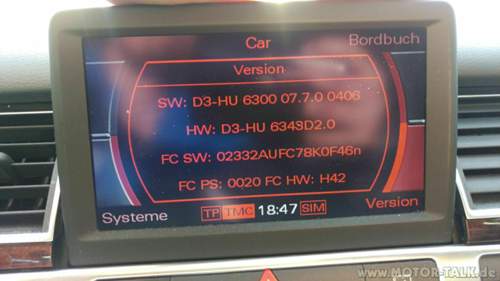 Car
Bordbuch
Version
SW: D3-HU 6300 07.7.0 0406
HW: D3-HU 6343D2.0
FC SW: 02332AUFC78K0F46n
FC PS: 0020 FC HW: H42
Systeme
TP TMC 18:47 SIM
Version
www.MOTOR-TALK.de